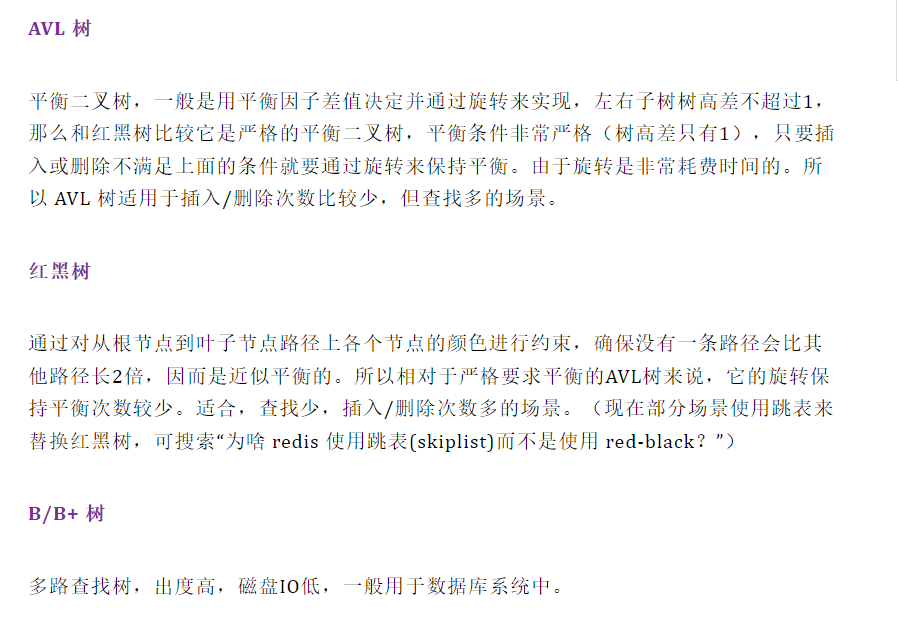 AVL 树
平衡二叉树，一般是用平衡因子差值决定并通过旋转来实现，左右子树树高差不超过1，
那么和红黑树比较它是严格的平衡二叉树，平衡条件非常严格（树高差只有1），只要插
入或删除不满足上面的条件就要通过旋转来保持平衡。由于旋转是非常耗费时间的。所
以 AVL 树适用于插入/删除次数比较少，但查找多的场景。
红黑树
通过对从根节点到叶子节点路径上各个节点的颜色进行约束，确保没有一条路径会比其
他路径长2倍，因而是近似平衡的。所以相对于严格要求平衡的AVL树来说，它的旋转保
持平衡次数较少。适合，查找少，插入/删除次数多的场景。（现在部分场景使用跳表来
替换红黑树，可搜索“为啥 redis 使用跳表(skiplist)而不是使用 red-black？”）
B/B+ 树
多路查找树，出度高，磁盘IO低，一般用于数据库系统中。